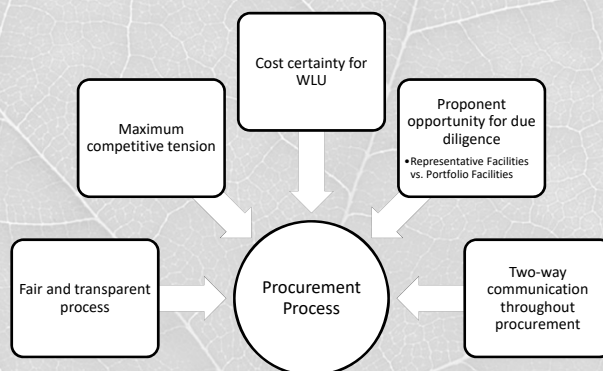 Fair and transparent
process
Maximum
competitive tension
Cost certainty for
WLU
Proponent
opportunity for due
diligence
•Representative Facilities
vs. Portfolio Facilities
Two-way
communication
throughout
procurement
Procurement
Process